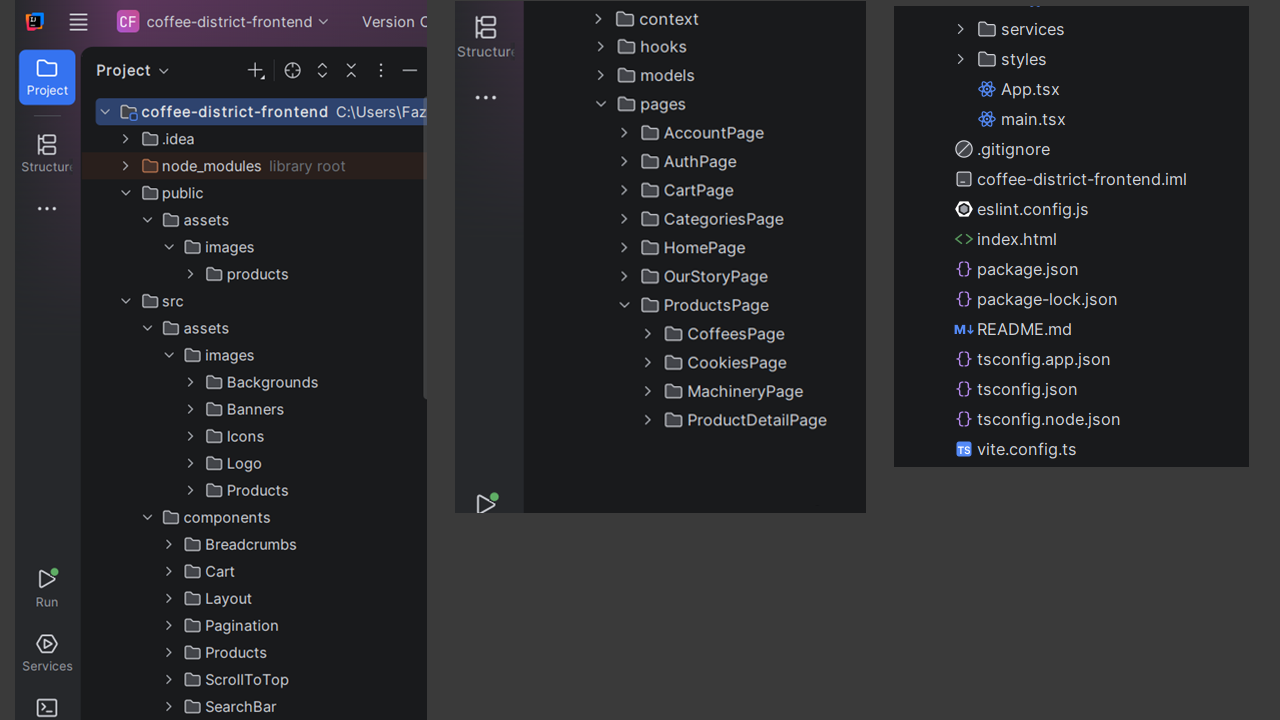 CF coffee-district-frontend Version C
Project
Project
coffee-district-frontend C:\Users\Faz
.idea
Structure
node_modules library root
public
assets
images
products
src
assets
images
Backgrounds
Banners
Icons
Logo
Products
components
Breadcrumbs
Cart
Run
Layout
Pagination
Services
Products
ScrollToTop
SearchBar
context
hooks
Structure
models
pages
AccountPage
AuthPage
CartPage
CategoriesPage
HomePage
OurStoryPage
ProductsPage
CoffeesPage
CookiesPage
MachineryPage
ProductDetailPage
services
styles
App.tsx
main.tsx
.gitignore
coffee-district-frontend.iml
eslint.config.js
<> index.html
{} package.json
{} package-lock.json
M↓ README.md
{} tsconfig.app.json
{} tsconfig.json
{} tsconfig.node.json
TS vite.config.ts